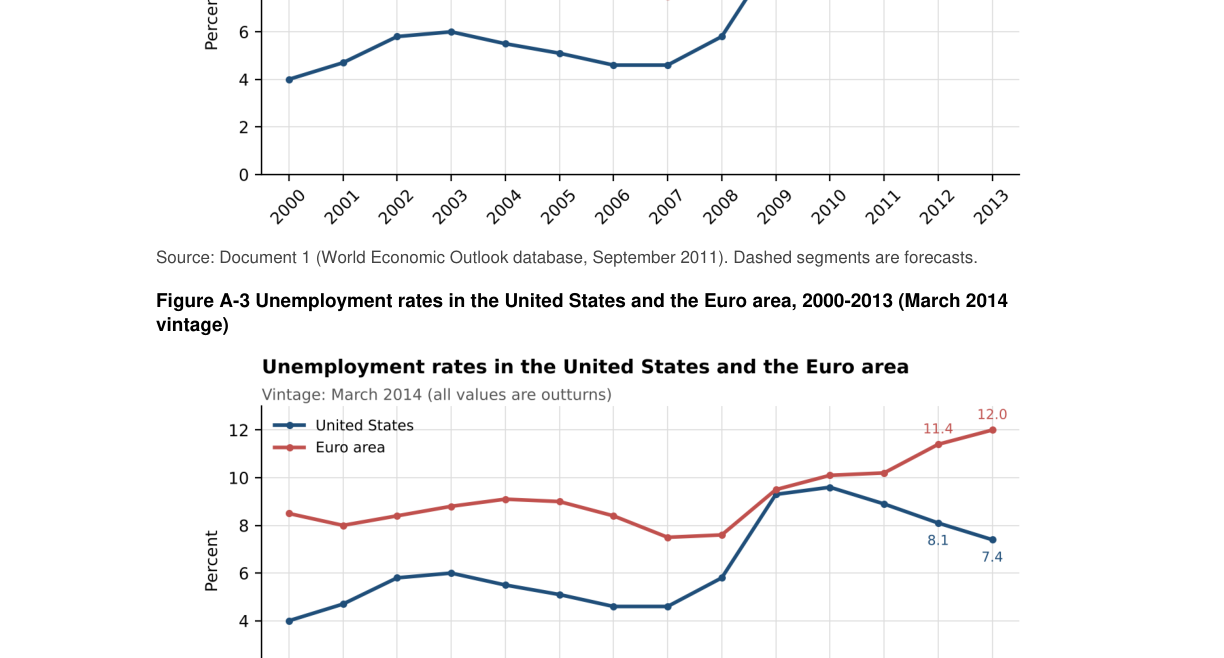 Percent
6
4
2
0
2000 2001 2002 2003 2004 2005 2006 2007 2008 2009 2010 2011 2012 2013
Source: Document 1 (World Economic Outlook database, September 2011). Dashed segments are forecasts.
Figure A-3 Unemployment rates in the United States and the Euro area, 2000-2013 (March 2014
vintage)
Unemployment rates in the United States and the Euro area
Vintage: March 2014 (all values are outturns)
United States
Euro area
12.0
11.4
8.1
7.4
Percent
12
10
8
6
4